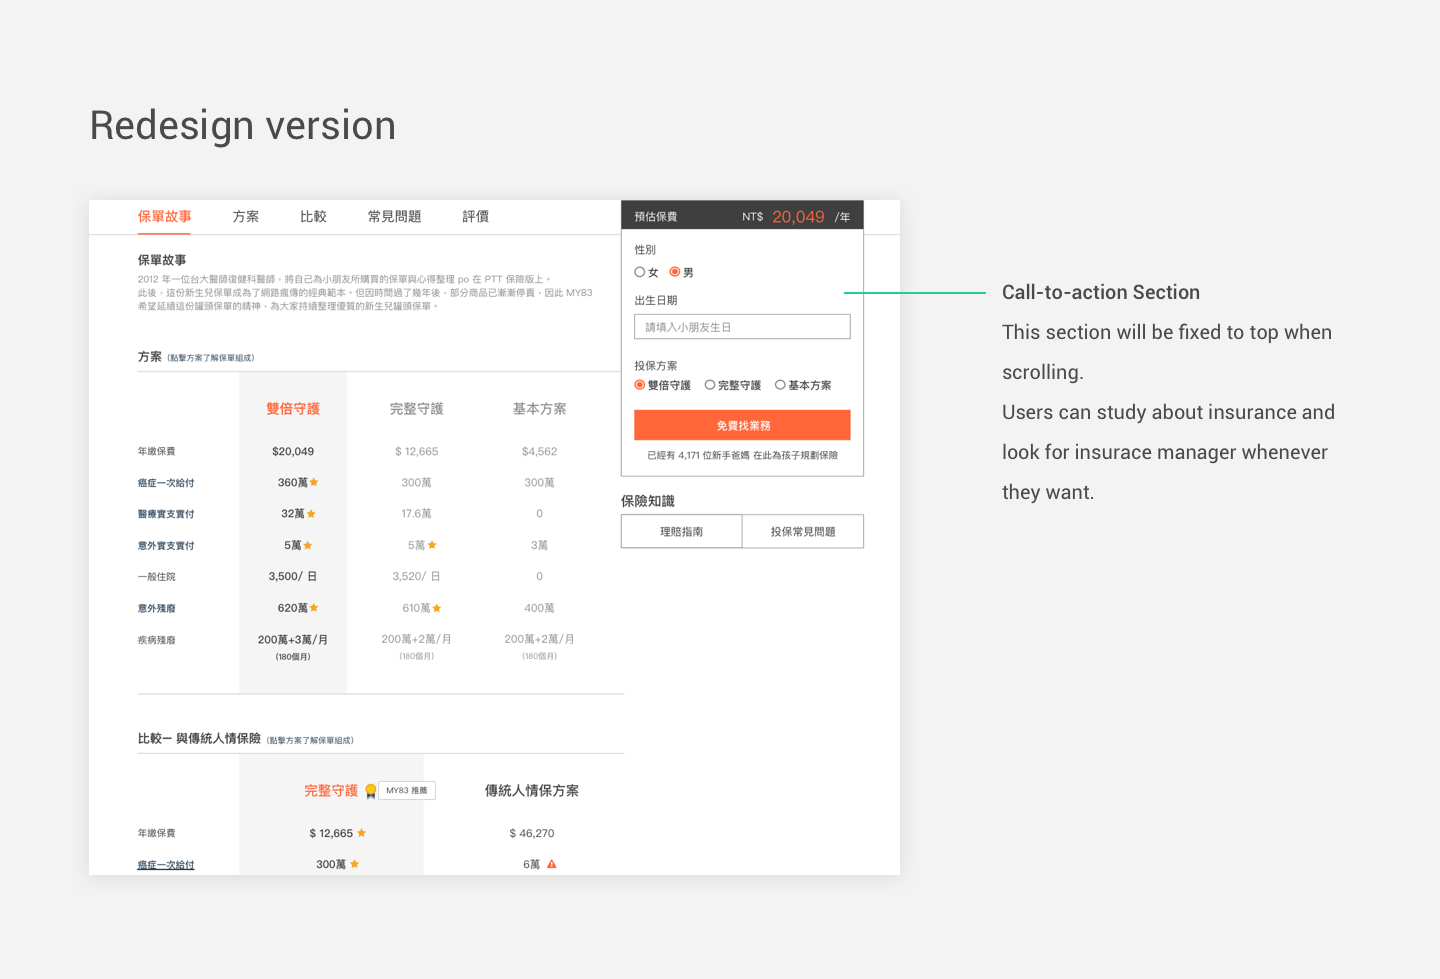 Redesign version
保單故事 方案 比較 常見問題 評價
保單故事
2012 年一位台大醫師復健科醫師，將自己為小朋友所購買的保單與心得整理 po 在 PTT 保險版上。
此後，這份新生兒保單成為了網路瘋傳的經典範本。但因時間過了幾年後，部分商品已漸漸停賣，因此 MY83
希望延續這份罐頭保單的精神，為大家持續整理優質的新生兒罐頭保單。
方案 (點擊方案了解保單組成)
雙倍守護 完整守護 基本方案
年繳保費 $20,049 $ 12,665 $4,562
癌症一次給付 360萬 300萬 300萬
醫療實支實付 32萬 17.6萬 0
意外實支實付 5萬 5萬 3萬
一般住院 3,500/ 日 3,520/ 日 0
意外殘廢 620萬 610萬 400萬
疾病殘廢 200萬+3萬/月 200萬+2萬/月 200萬+2萬/月
(180個月) (180個月) (180個月)
比較— 與傳統人情保險 (點擊方案了解保單組成)
完整守護 MY83 推薦 傳統人情保方案
年繳保費 $ 12,665 $ 46,270
癌症一次給付 300萬 6萬
預估保費 NT$ 20,049 /年
性別
女 男
出生日期
請填入小朋友生日
投保方案
雙倍守護 完整守護 基本方案
免費找業務
已經有 4,171 位新手爸媽 在此為孩子規劃保險
保險知識
理賠指南 投保常見問題
Call-to-action Section
This section will be fixed to top when
scrolling.
Users can study about insurance and
look for insurace manager whenever
they want.